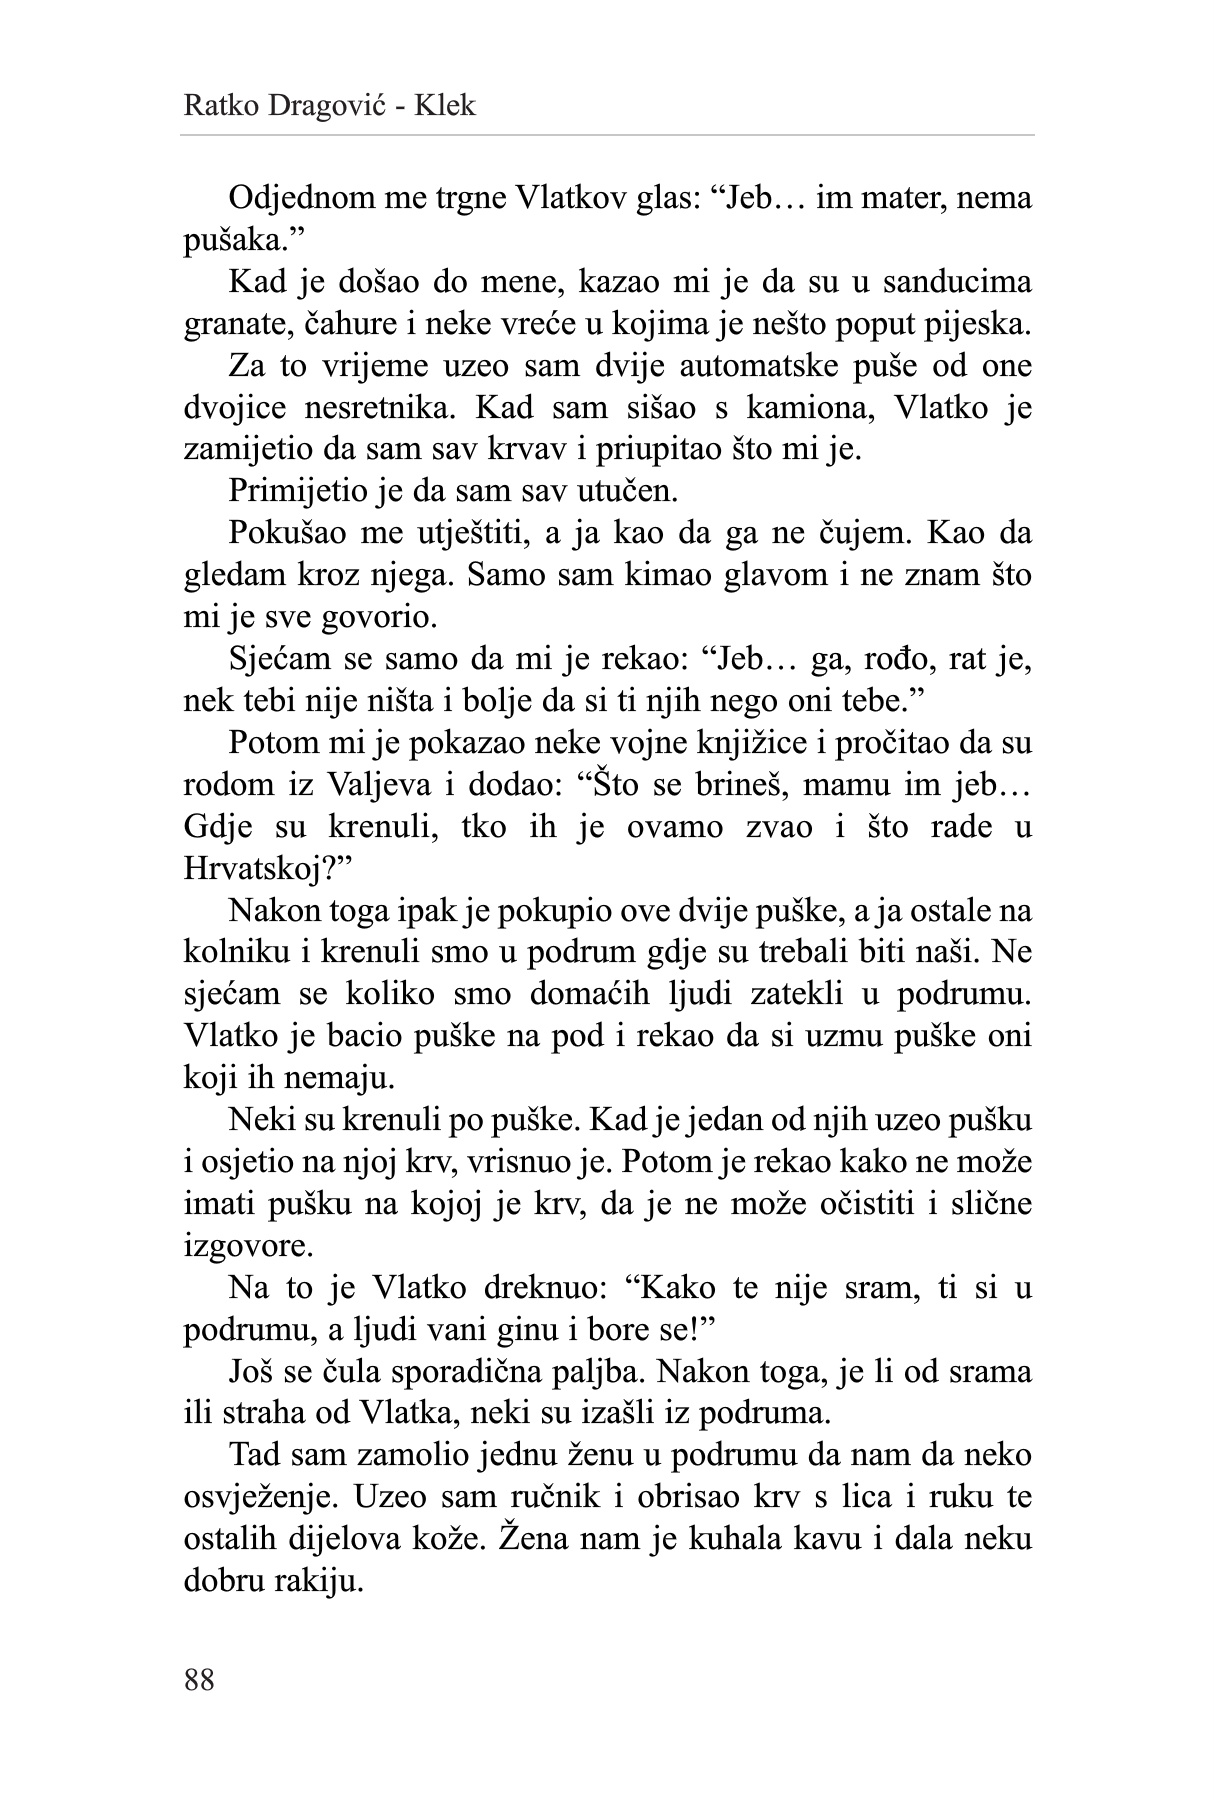 Ratko Dragović - Klek
Odjednom me trgne Vlatkov glas: “Jeb… im mater, nema
pušaka.”
Kad je došao do mene, kazao mi je da su u sanducima
granate, čahure i neke vreće u kojima je nešto poput pijeska.
Za to vrijeme uzeo sam dvije automatske puše od one
dvojice nesretnika. Kad sam sišao s kamiona, Vlatko je
zamijetio da sam sav krvav i priupitao što mi je.
Primijetio je da sam sav utučen.
Pokušao me utještiti, a ja kao da ga ne čujem. Kao da
gledam kroz njega. Samo sam kimao glavom i ne znam što
mi je sve govorio.
Sjećam se samo da mi je rekao: “Jeb… ga, rođo, rat je,
nek tebi nije ništa i bolje da si ti njih nego oni tebe.”
Potom mi je pokazao neke vojne knjižice i pročitao da su
rodom iz Valjeva i dodao: “Što se brineš, mamu im jeb…
Gdje su krenuli, tko ih je ovamo zvao i što rade u
Hrvatskoj?”
Nakon toga ipak je pokupio ove dvije puške, a ja ostale na
kolniku i krenuli smo u podrum gdje su trebali biti naši. Ne
sjećam se koliko smo domaćih ljudi zatekli u podrumu.
Vlatko je bacio puške na pod i rekao da si uzmu puške oni
koji ih nemaju.
Neki su krenuli po puške. Kad je jedan od njih uzeo pušku
i osjetio na njoj krv, vrisnuo je. Potom je rekao kako ne može
imati pušku na kojoj je krv, da je ne može očistiti i slične
izgovore.
Na to je Vlatko dreknuo: “Kako te nije sram, ti si u
podrumu, a ljudi vani ginu i bore se!”
Još se čula sporadična paljba. Nakon toga, je li od srama
ili straha od Vlatka, neki su izašli iz podruma.
Tad sam zamolio jednu ženu u podrumu da nam da neko
osvježenje. Uzeo sam ručnik i obrisao krv s lica i ruku te
ostalih dijelova kože. Žena nam je kuhala kavu i dala neku
dobru rakiju.
88